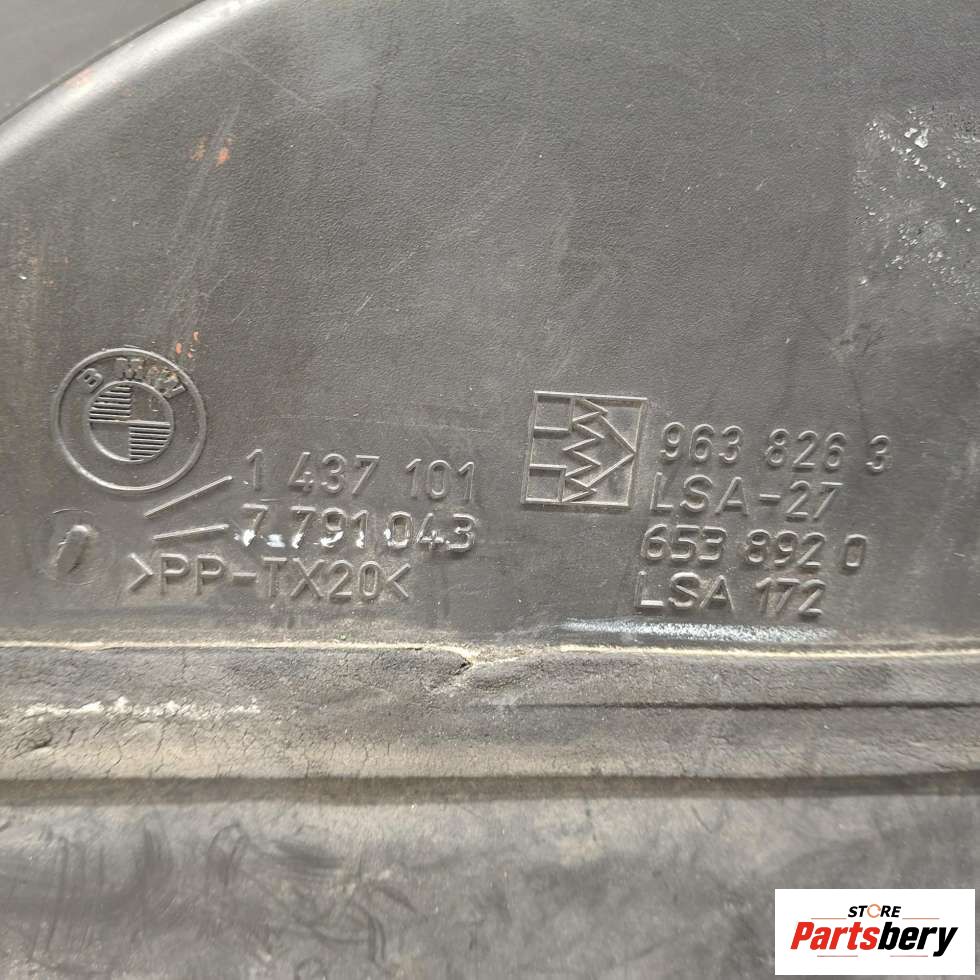 BMW
1 437 101
7.791 043
>PP-TX20<
963 826 3
LSA-27
653 892 0
LSA 172
STORE
Partsbery